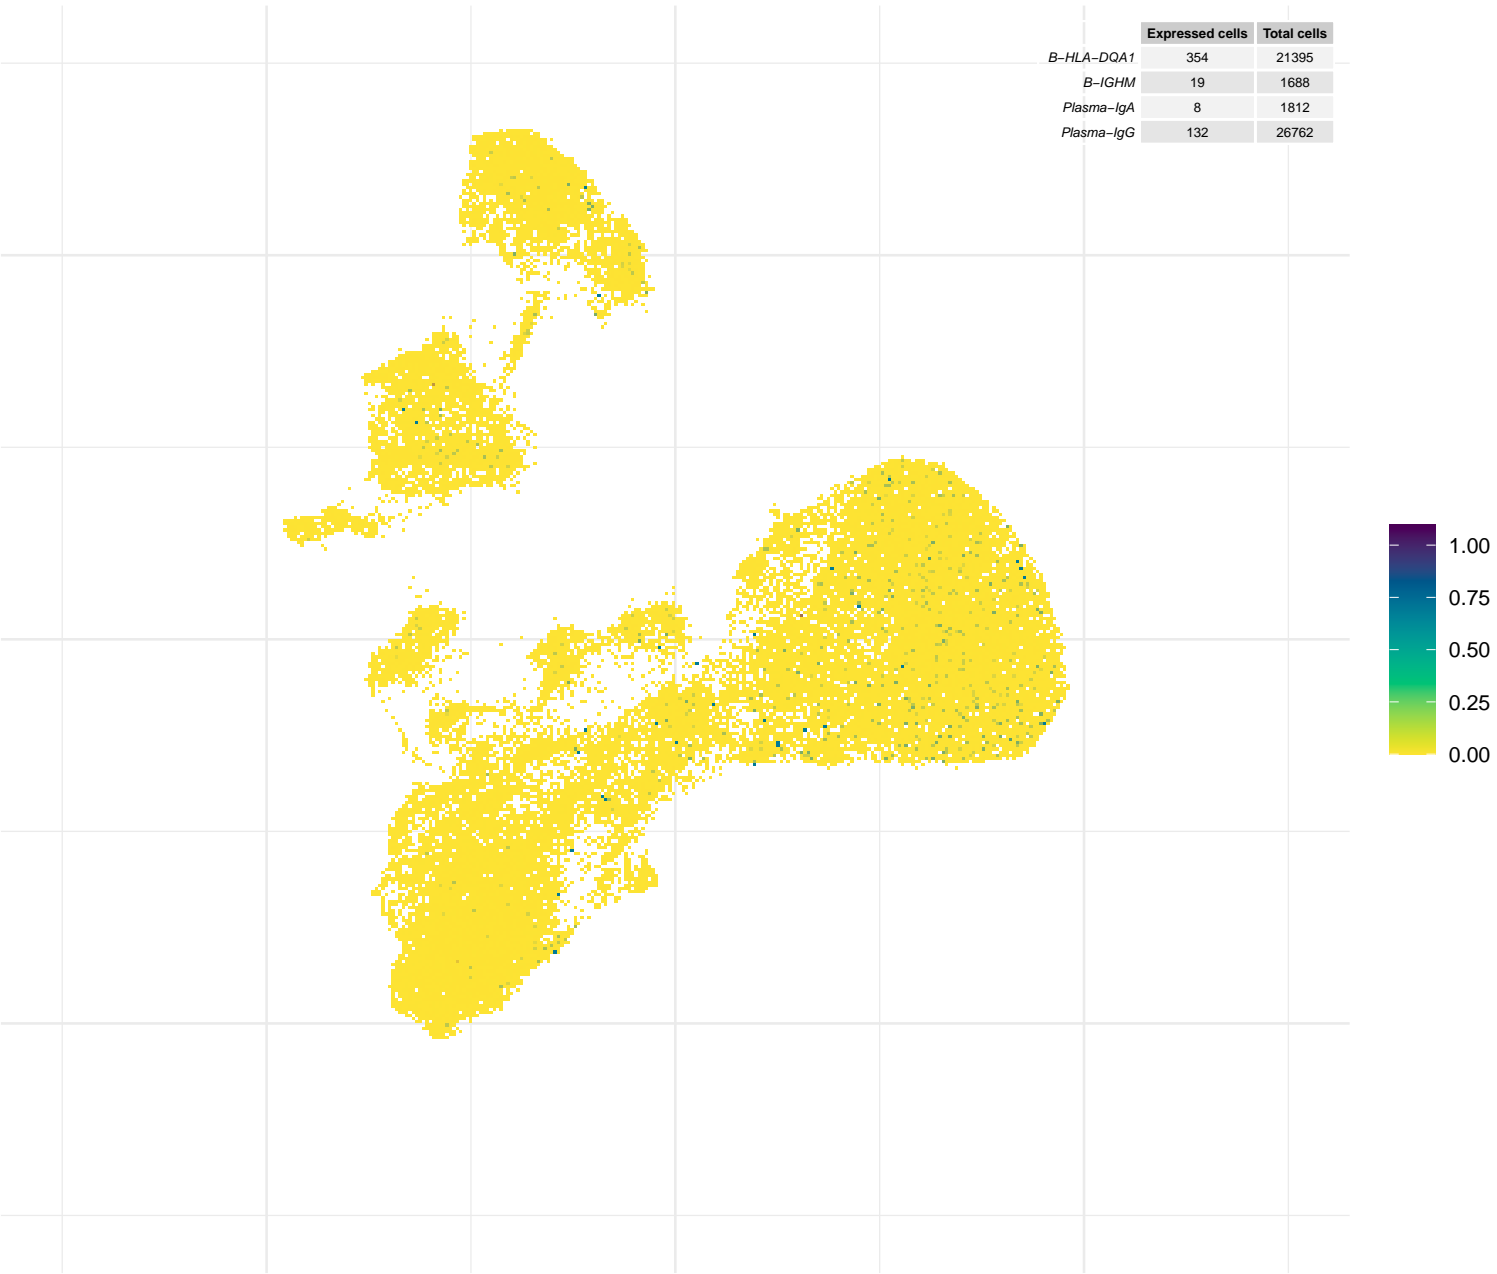 Expressed cells Total cells
B−HLA−DQA1 354 21395
B−IGHM 19 1688
Plasma−IgA 8 1812
Plasma−IgG 132 26762
1.00
0.75
0.50
0.25
0.00